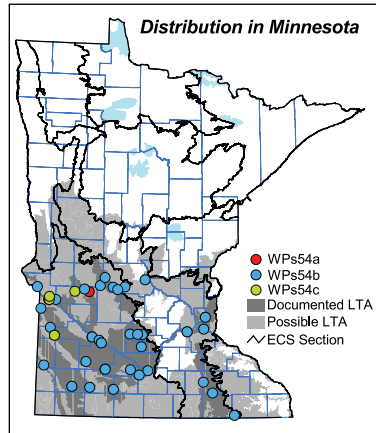 Distribution in Minnesota
WPs54a
WPs54b
WPs54c
Documented LTA
Possible LTA
ECS Section